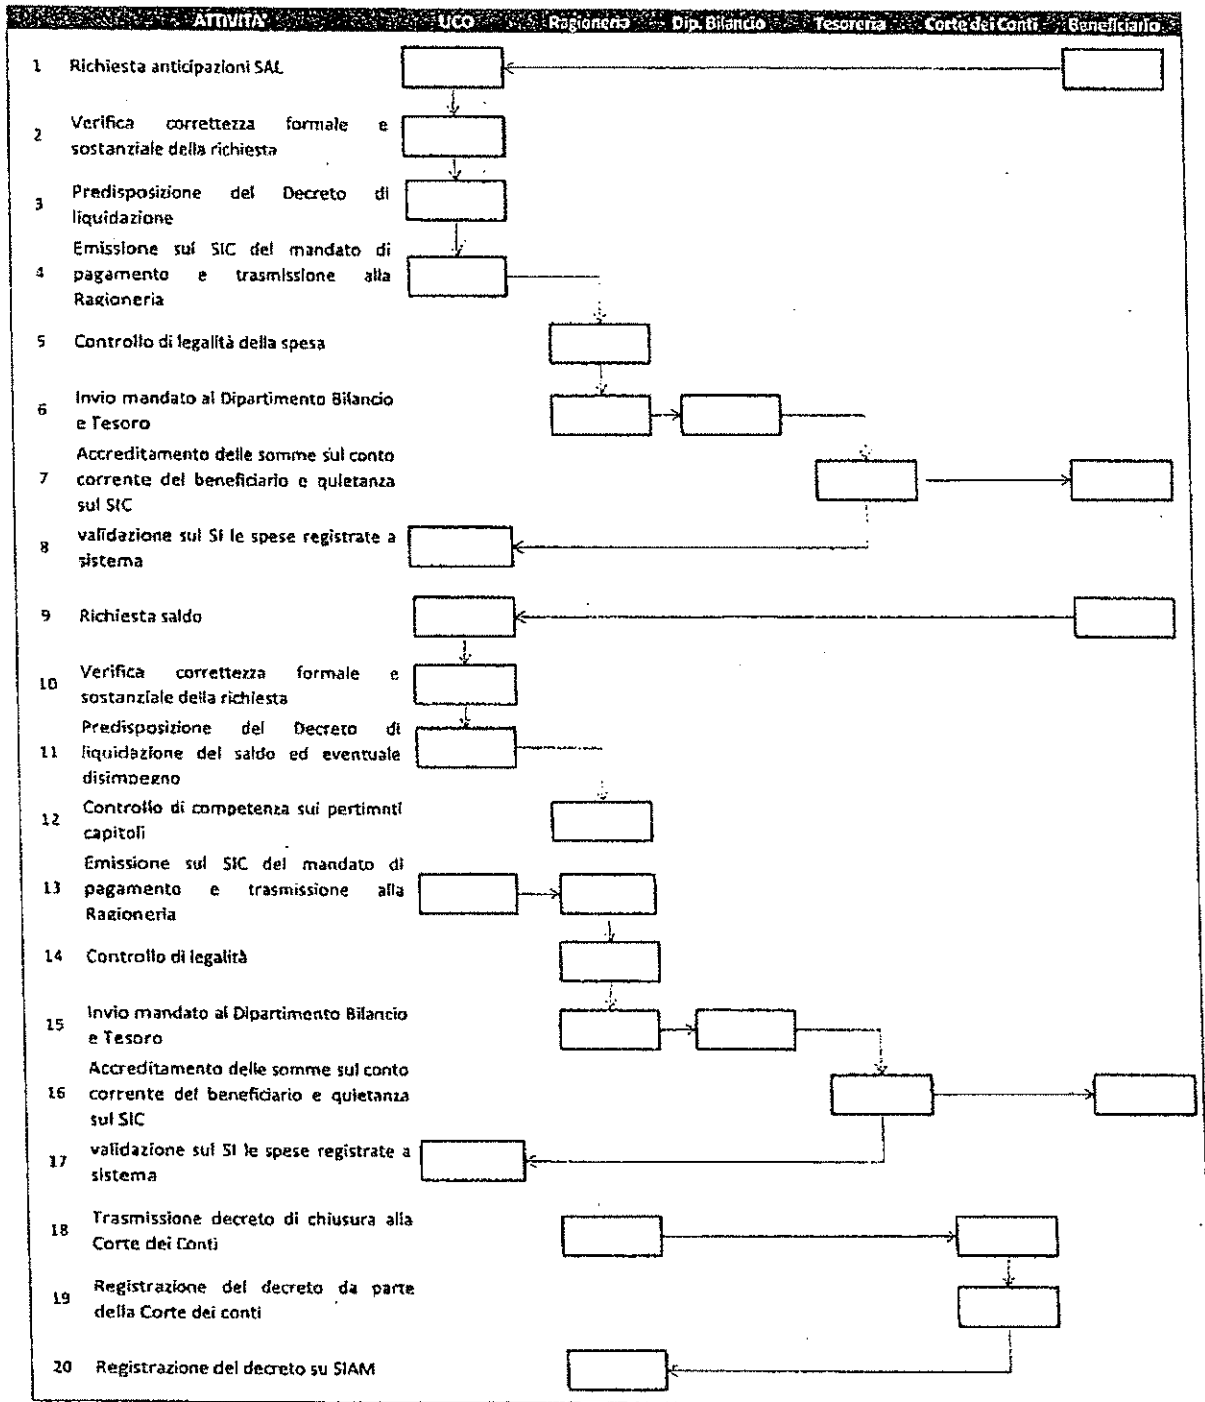 ATTIVITA' UCO Ragioneria Dip. Bilancio Tesoreria Corte dei Conti Beneficiario
1 Richiesta anticipazioni SAL
2 Verifica correttezza formale e
sostanziale della richiesta
3 Predisposizione del Decreto di
liquidazione
Emissione sul SIC del mandato di
4 pagamento e trasmissione alla
Ragioneria
5 Controllo di legalità della spesa
6 Invio mandato al Dipartimento Bilancio
e Tesoro
Accreditamento delle somme sul conto
7 corrente del beneficiario e quietanza
sul SIC
8 validazione sul SI le spese registrate a
sistema
9 Richiesta saldo
10 Verifica correttezza formale e
sostanziale della richiesta
Predisposizione del Decreto di
11 liquidazione del saldo ed eventuale
disimpegno
12 Controllo di competenza sui pertimnti
capitoli
Emissione sul SIC del mandato di
13 pagamento e trasmissione alla
Ragioneria
14 Controllo di legalità
15 Invio mandato al Dipartimento Bilancio
e Tesoro
Accreditamento delle somme sul conto
16 corrente del beneficiario e quietanza
sul SIC
17 validazione sul SI le spese registrate a
sistema
18 Trasmissione decreto di chiusura alla
Corte dei Conti
19 Registrazione del decreto da parte
della Corte dei conti
20 Registrazione del decreto su SIAM